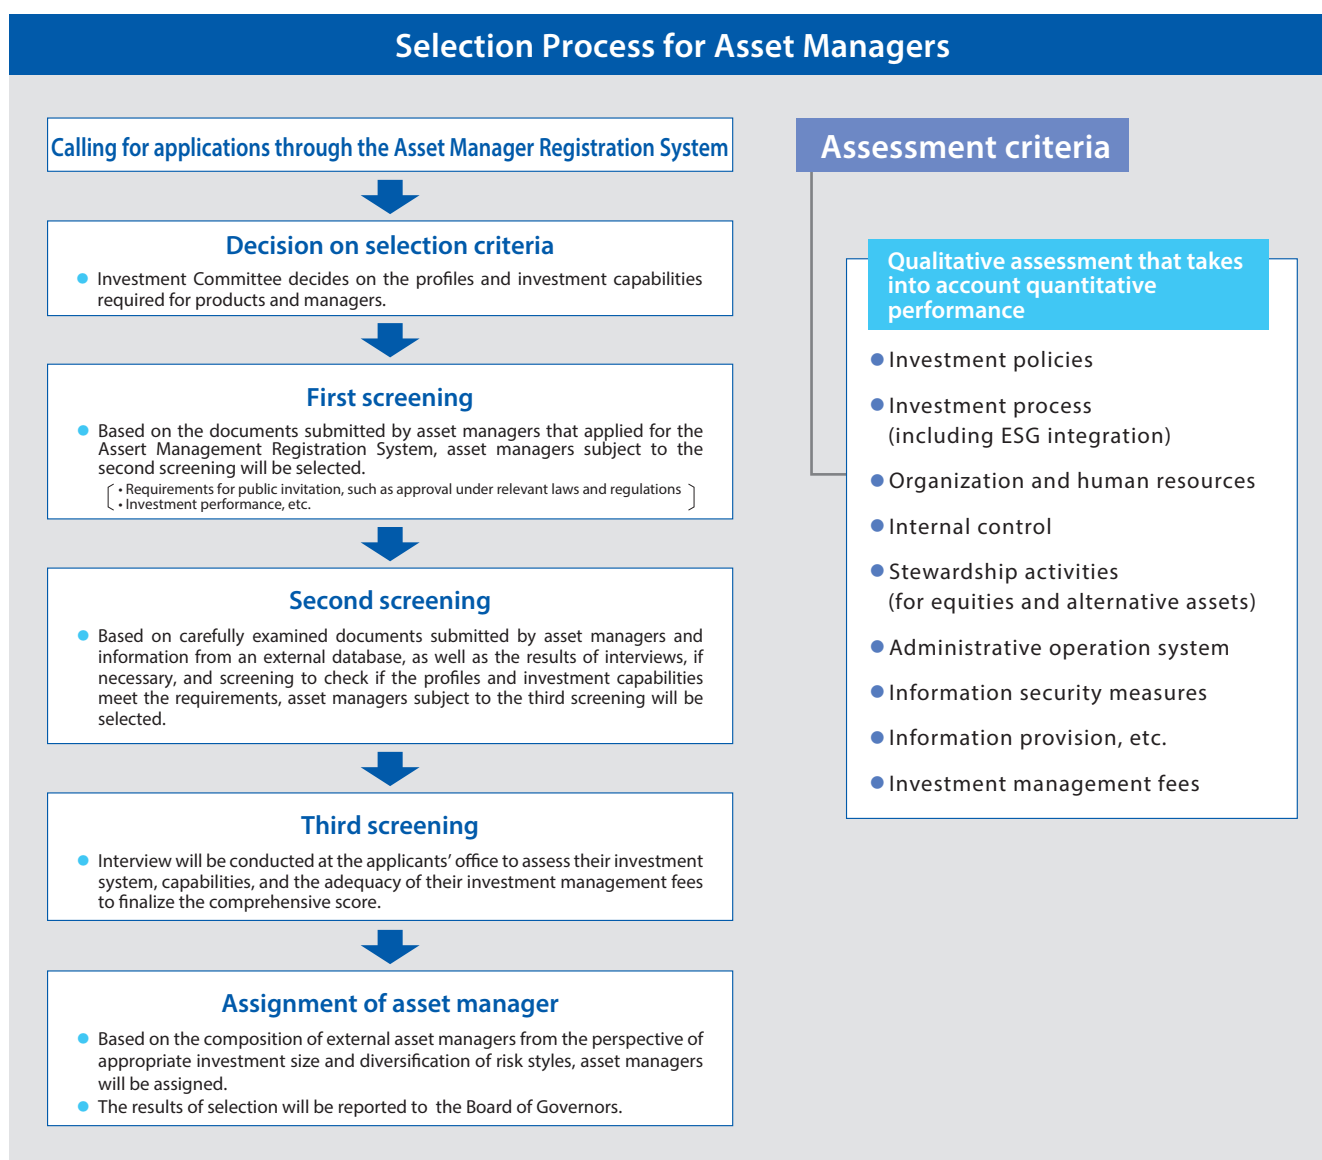 Selection Process for Asset Managers
Calling for applications through the Asset Manager Registration System
Decision on selection criteria
● Investment Committee decides on the profiles and investment capabilities
required for products and managers.
First screening
● Based on the documents submitted by asset managers that applied for the
Assert Management Registration System, asset managers subject to the
second screening will be selected.
• Requirements for public invitation, such as approval under relevant laws and regulations
• Investment performance, etc.
Second screening
● Based on carefully examined documents submitted by asset managers and
information from an external database, as well as the results of interviews, if
necessary, and screening to check if the profiles and investment capabilities
meet the requirements, asset managers subject to the third screening will be
selected.
Third screening
● Interview will be conducted at the applicants’ office to assess their investment
system, capabilities, and the adequacy of their investment management fees
to finalize the comprehensive score.
Assignment of asset manager
● Based on the composition of external asset managers from the perspective of
appropriate investment size and diversification of risk styles, asset managers
will be assigned.
● The results of selection will be reported to the Board of Governors.
Assessment criteria
Qualitative assessment that takes
into account quantitative
performance
● Investment policies
● Investment process
(including ESG integration)
● Organization and human resources
● Internal control
● Stewardship activities
(for equities and alternative assets)
● Administrative operation system
● Information security measures
● Information provision, etc.
● Investment management fees